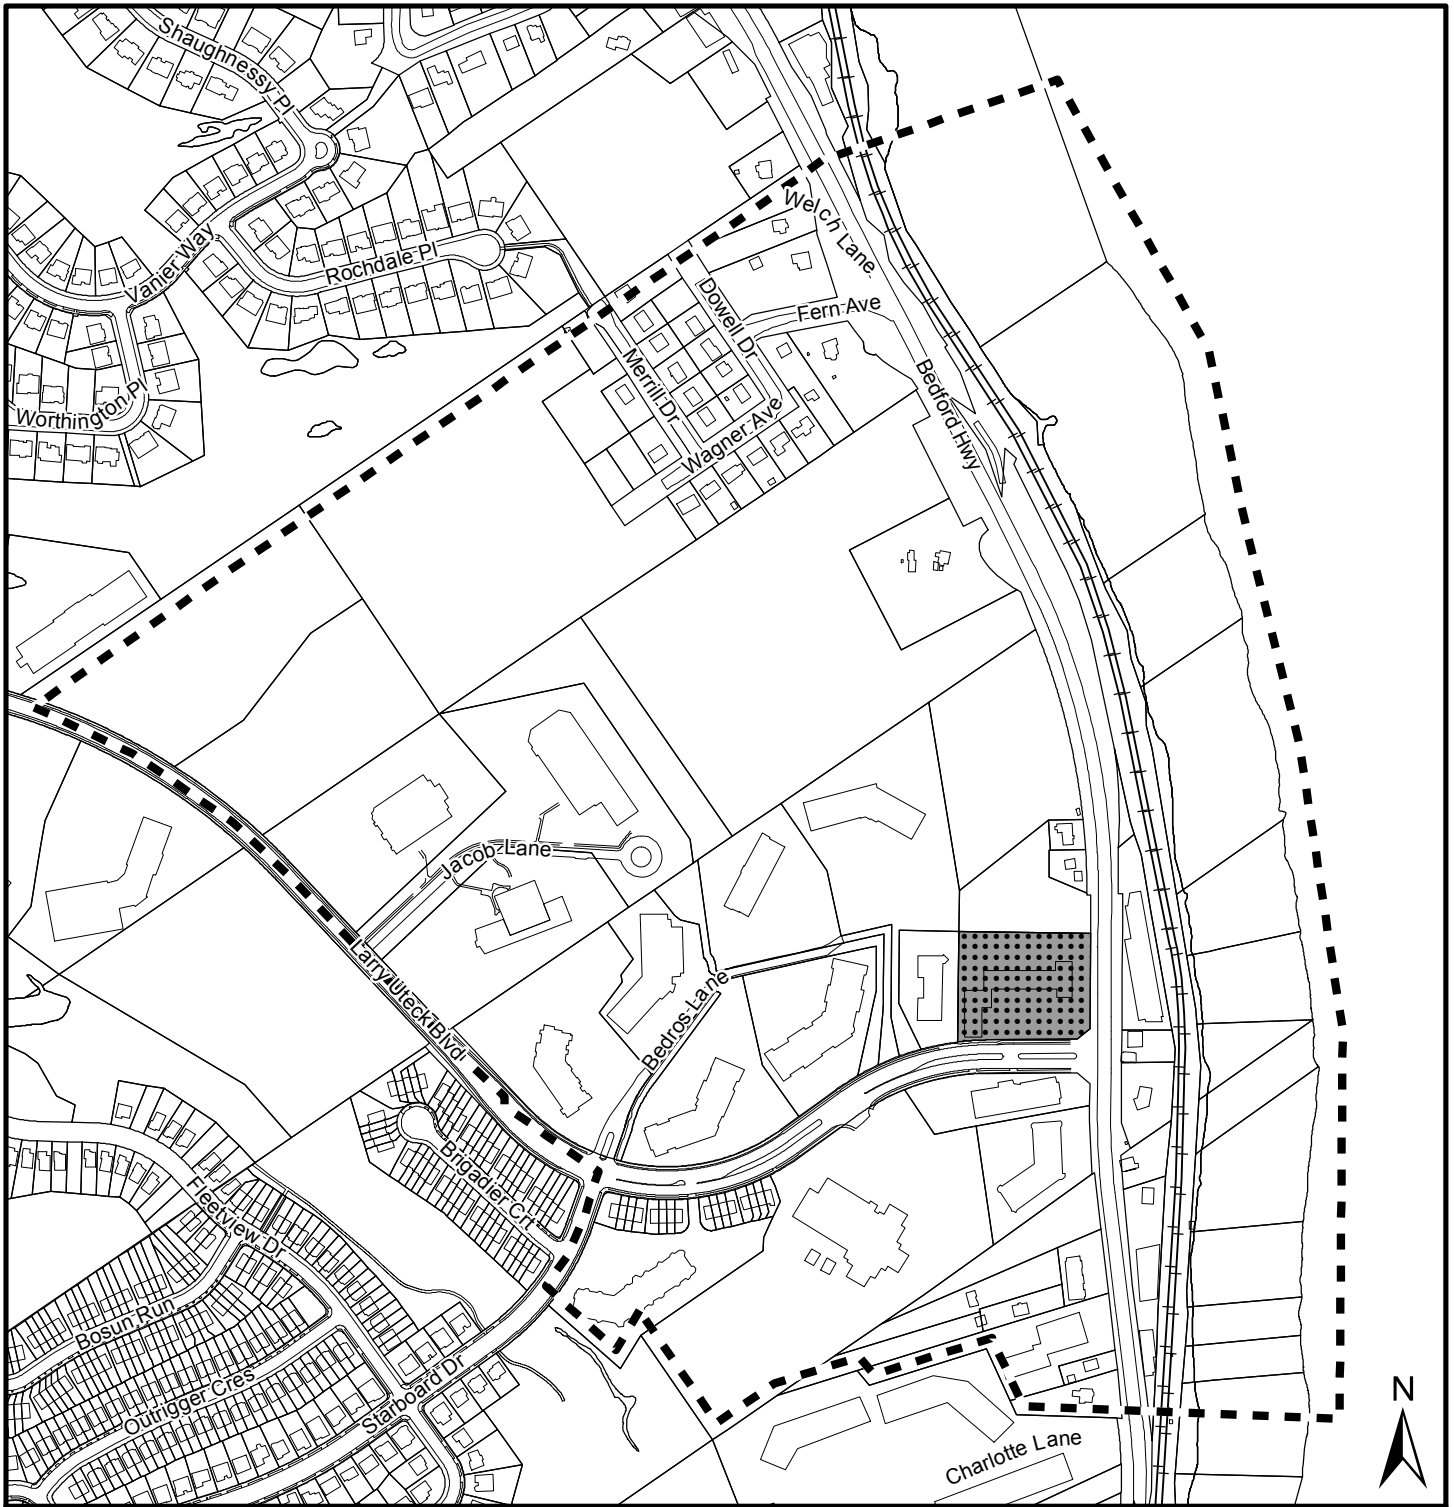 Shaughnessy Pl
Welch Lane
Vanier Way
Rochdale Pl
Dowell Dr
Fern Ave
Merrill Dr
Bedford Hwy
Worthington Pl
Wagner Ave
Jacob Lane
Larry Uteck Blvd
Bedros Lane
Brigadier Crt
Fleetview Dr
Bosun Run
Outrigger Cres
Starboard Dr
Charlotte Lane
N